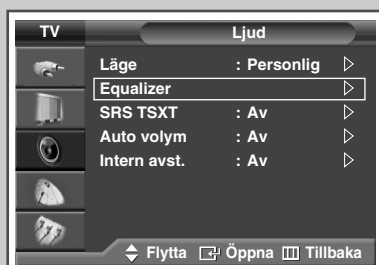 TV Ljud
Läge : Personlig
Equalizer
SRS TSXT : Av
Auto volym : Av
Intern avst. : Av
Flytta Öppna Tillbaka